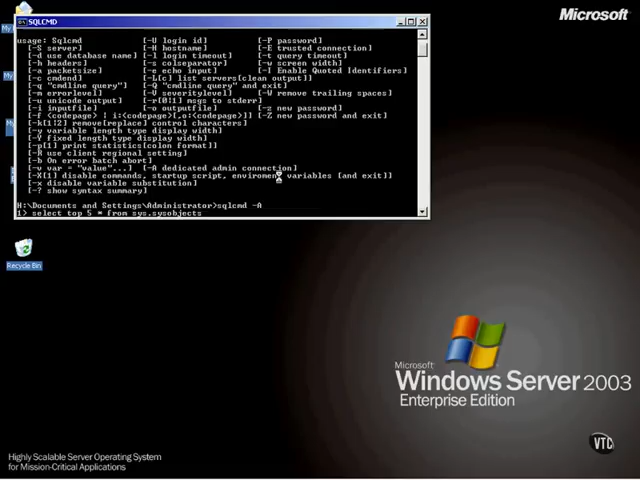 Microsoft
SQLCMD
usage: Sqlcmd [-U login id] [-P password]
[-S server] [-H hostname] [-E trusted connection]
[-d use database name] [-l login timeout] [-t query timeout]
[-h headers] [-s colseparator] [-w screen width]
[-a packetsize] [-e echo input] [-I Enable Quoted Identifiers]
[-c cmdend] [-L[c] list servers[clean output]]
[-q "cmdline query"] [-Q "cmdline query" and exit]
[-m errorlevel] [-V severitylevel] [-W remove trailing spaces]
[-u unicode output] [-r[0|1] msgs to stderr]
[-i inputfile] [-o outputfile] [-z new password]
[-f <codepage> | i:<codepage>[,o:<codepage>]] [-Z new password and exit]
[-k[1|2] remove[replace] control characters]
[-y variable length type display width]
[-Y fixed length type display width]
[-p[1] print statistics[colon format]]
[-R use client regional setting]
[-b On error batch abort]
[-v var = "value"...] [-A dedicated admin connection]
[-X[1] disable commands, startup script, enviroment variables [and exit]]
[-x disable variable substitution]
[-? show syntax summary]
H:\Documents and Settings\Administrator>sqlcmd -A
1> select top 5 * from sys.sysobjects
My
My
Recycle Bin
Microsoft
Windows Server 2003
Enterprise Edition
Highly Scalable Server Operating System
for Mission-Critical Applications
VTC